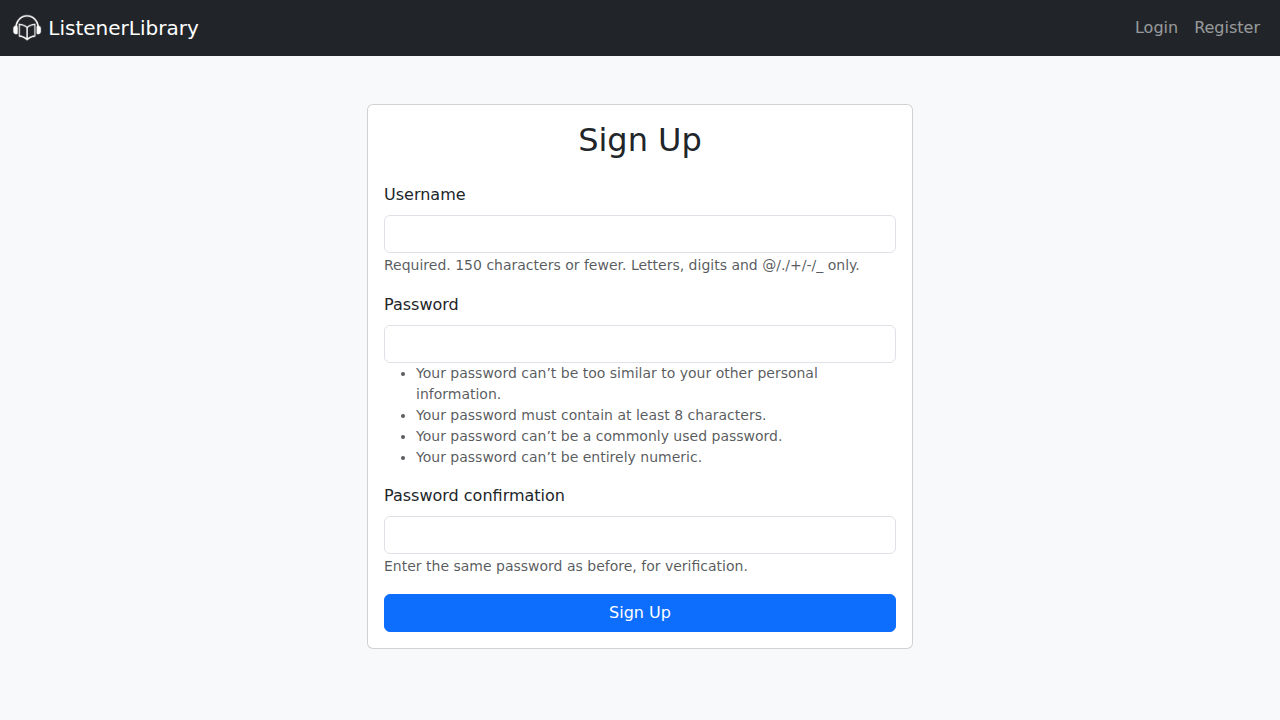 ListenerLibrary
Login
Register
Sign Up
Username
Required. 150 characters or fewer. Letters, digits and @/./+/-/_ only.
Password
Your password can’t be too similar to your other personal
information.
Your password must contain at least 8 characters.
Your password can’t be a commonly used password.
Your password can’t be entirely numeric.
Password confirmation
Enter the same password as before, for verification.
Sign Up